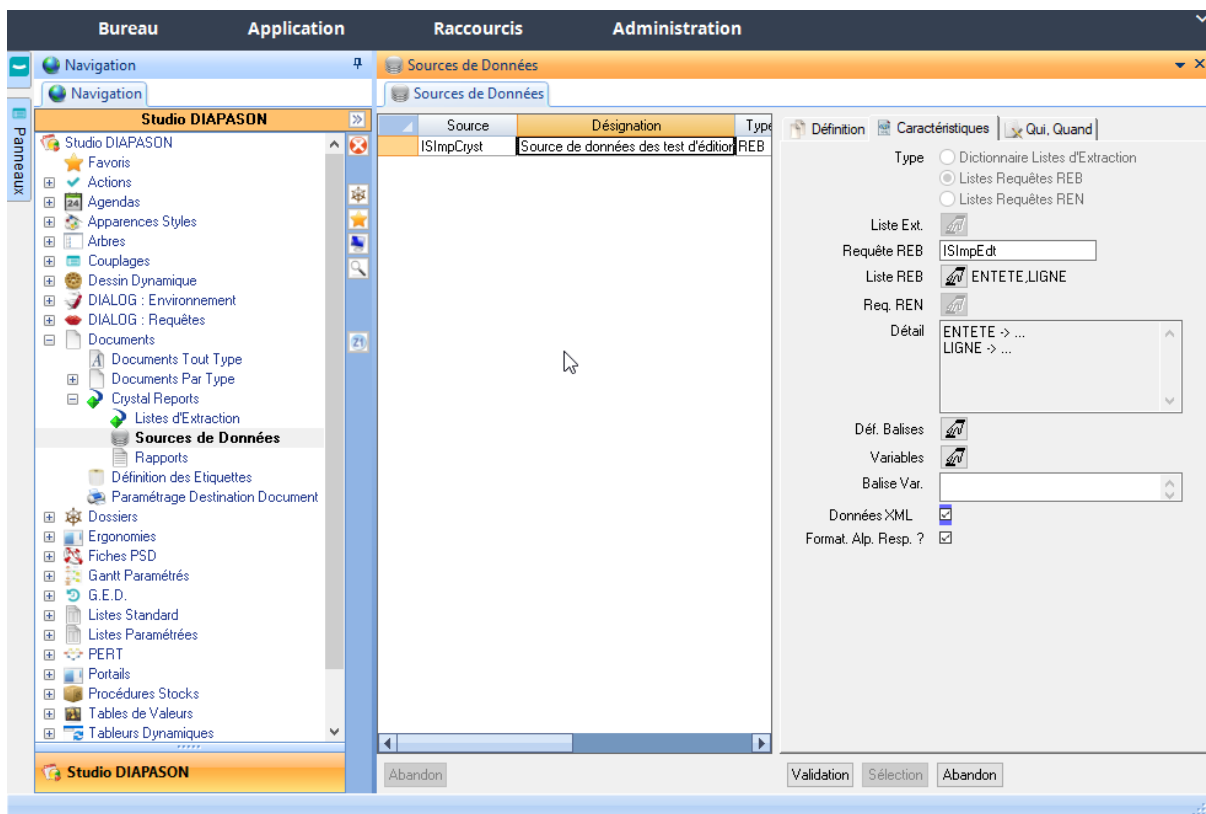 Bureau Application Raccourcis Administration
Navigation
Sources de Données
Panneaux
Navigation
Sources de Données
Studio DIAPASON
Studio DIAPASON
Favoris
Actions
24 Agendas
Apparences Styles
Arbres
Couplages
Dessin Dynamique
DIALOG : Environnement
DIALOG : Requêtes
Documents
Documents Tout Type
Documents Par Type
Crystal Reports
Listes d'Extraction
Sources de Données
Rapports
Définition des Etiquettes
Paramétrage Destination Document
Dossiers
Ergonomies
Fiches PSD
Gantt Paramétrés
G.E.D.
Listes Standard
Listes Paramétrées
PERT
Portails
Procédures Stocks
Tables de Valeurs
Tableurs Dynamiques
Studio DIAPASON
21
Source Désignation Type
ISImpCryst Source de données des test d'édition REB
Abandon
Définition Caractéristiques Qui, Quand
Type Dictionnaire Listes d'Extraction
Listes Requêtes REB
Listes Requêtes REN
Liste Ext.
Requête REB ISImpEdt
Liste REB ENTETE,LIGNE
Req. REN
Détail ENTETE -> ...
LIGNE -> ...
Déf. Balises
Variables
Balise Var.
Données XML
Format. Alp. Resp. ?
Validation Sélection Abandon